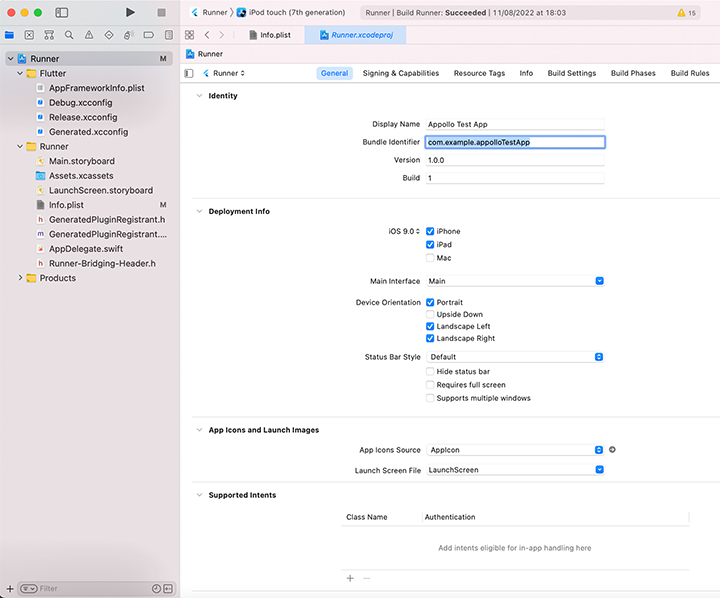 Runner
iPod touch (7th generation)
Runner | Build Runner: Succeeded | 11/08/2022 at 18:03
15
Info.plist
Runner.xcodeproj
Runner
Runner
General
Signing & Capabilities
Resource Tags
Info
Build Settings
Build Phases
Build Rules
Runner
M
Flutter
AppFrameworkInfo.plist
Debug.xcconfig
Release.xcconfig
Generated.xcconfig
Runner
Main.storyboard
Assets.xcassets
LaunchScreen.storyboard
Info.plist
M
GeneratedPluginRegistrant.h
GeneratedPluginRegistrant....
AppDelegate.swift
Runner-Bridging-Header.h
Products
Filter
Identity
Display Name
Appollo Test App
Bundle Identifier
com.example.appolloTestApp
Version
1.0.0
Build
1
Deployment Info
iOS 9.0
iPhone
iPad
Mac
Main Interface
Main
Device Orientation
Portrait
Upside Down
Landscape Left
Landscape Right
Status Bar Style
Default
Hide status bar
Requires full screen
Supports multiple windows
App Icons and Launch Images
App Icons Source
AppIcon
Launch Screen File
LaunchScreen
Supported Intents
Class Name
Authentication
Add intents eligible for in-app handling here